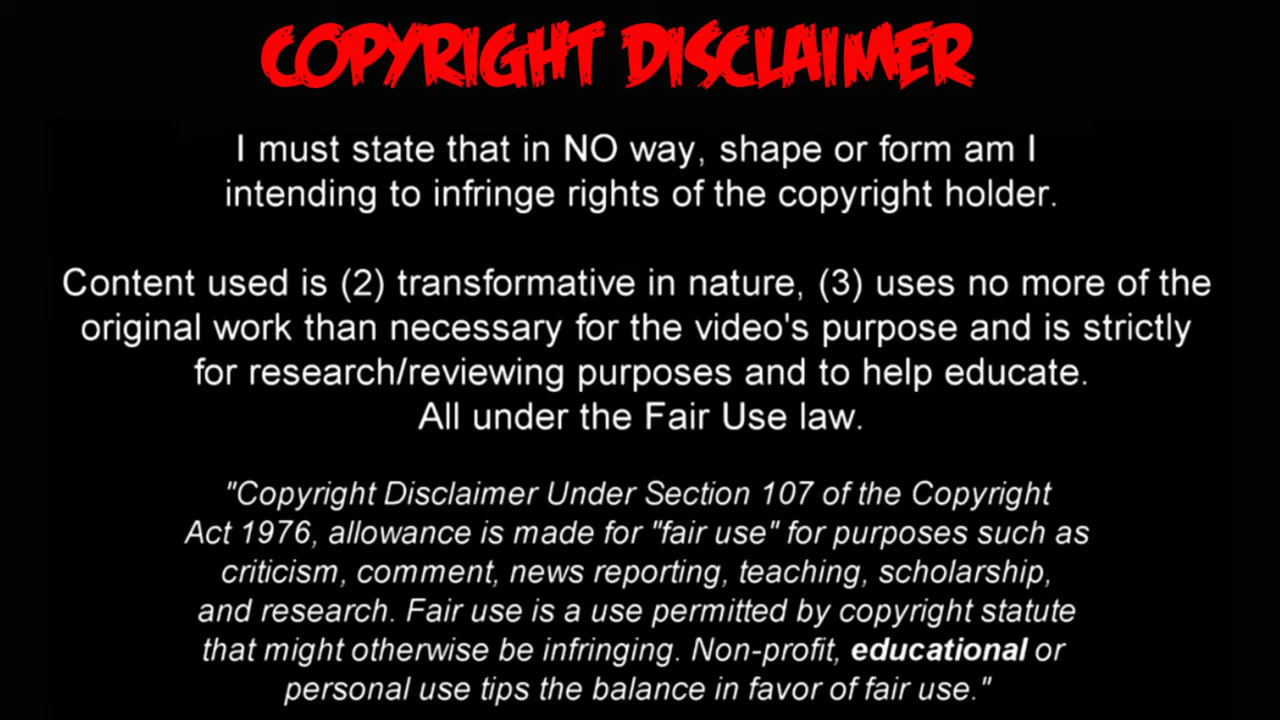 COPYRIGHT DISCLAIMER
I must state that in NO way, shape or form am I
intending to infringe rights of the copyright holder.
Content used is (2) transformative in nature, (3) uses no more of the
original work than necessary for the video's purpose and is strictly
for research/reviewing purposes and to help educate.
All under the Fair Use law.
"Copyright Disclaimer Under Section 107 of the Copyright
Act 1976, allowance is made for "fair use" for purposes such as
criticism, comment, news reporting, teaching, scholarship,
and research. Fair use is a use permitted by copyright statute
that might otherwise be infringing. Non-profit, educational or
personal use tips the balance in favor of fair use."